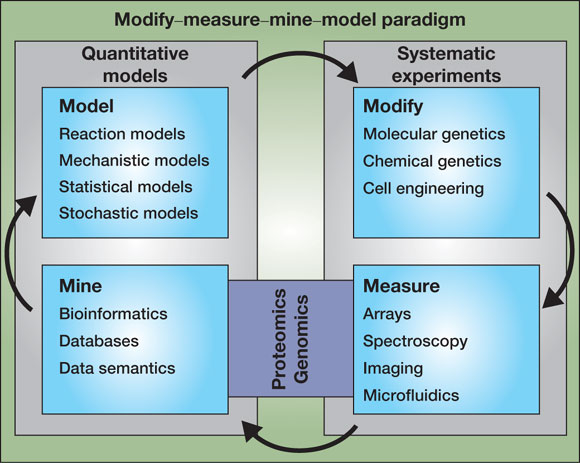 Modify–measure–mine–model paradigm
Quantitative
models
Model
Reaction models
Mechanistic models
Statistical models
Stochastic models
Mine
Bioinformatics
Databases
Data semantics
Proteomics
Genomics
Systematic
experiments
Modify
Molecular genetics
Chemical genetics
Cell engineering
Measure
Arrays
Spectroscopy
Imaging
Microfluidics